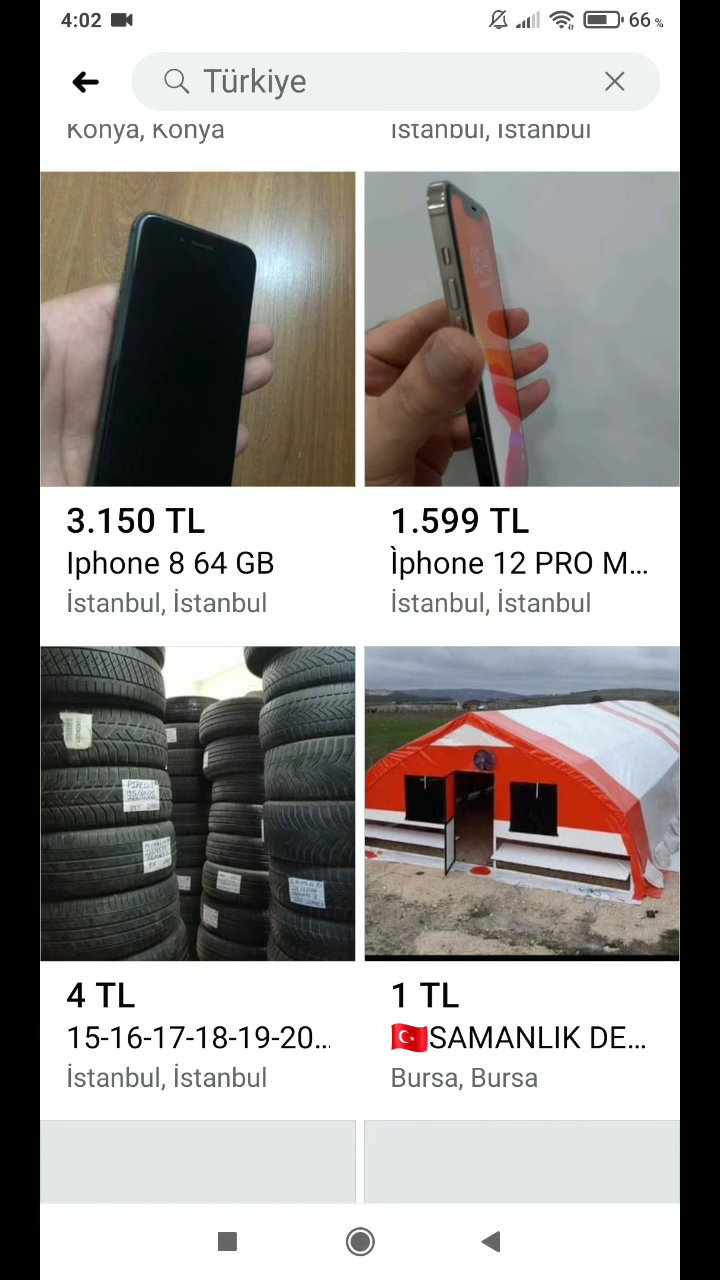 4:02
66 %
Türkiye
Konya, Konya
İstanbul, İstanbul
3.150 TL
Iphone 8 64 GB
İstanbul, İstanbul
1.599 TL
Ìphone 12 PRO M...
İstanbul, İstanbul
4 TL
15-16-17-18-19-20...
İstanbul, İstanbul
1 TL
🇹🇷SAMANLIK DE...
Bursa, Bursa